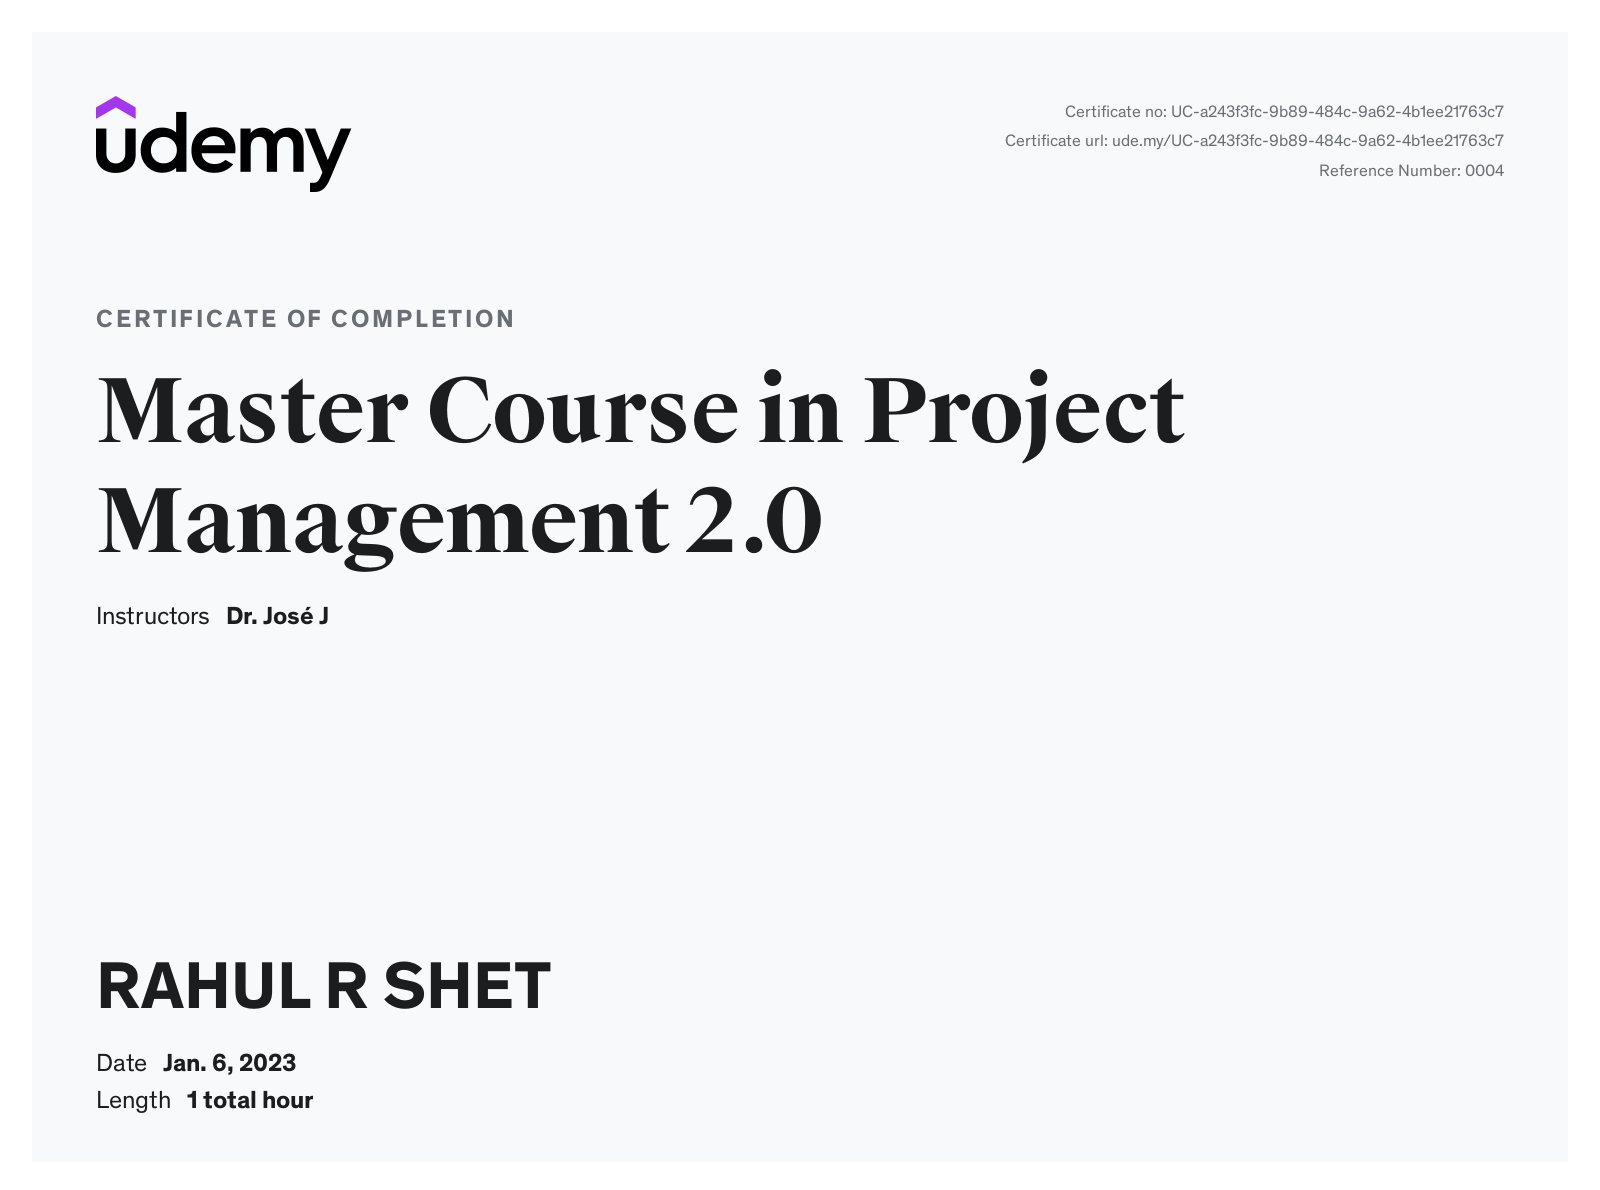 udemy
Certificate no: UC-a243f3fc-9b89-484c-9a62-4b1ee21763c7
Certificate url: ude.my/UC-a243f3fc-9b89-484c-9a62-4b1ee21763c7
Reference Number: 0004
CERTIFICATE OF COMPLETION
Master Course in Project
Management 2.0
Instructors Dr. José J
RAHUL R SHET
Date Jan. 6, 2023
Length 1 total hour